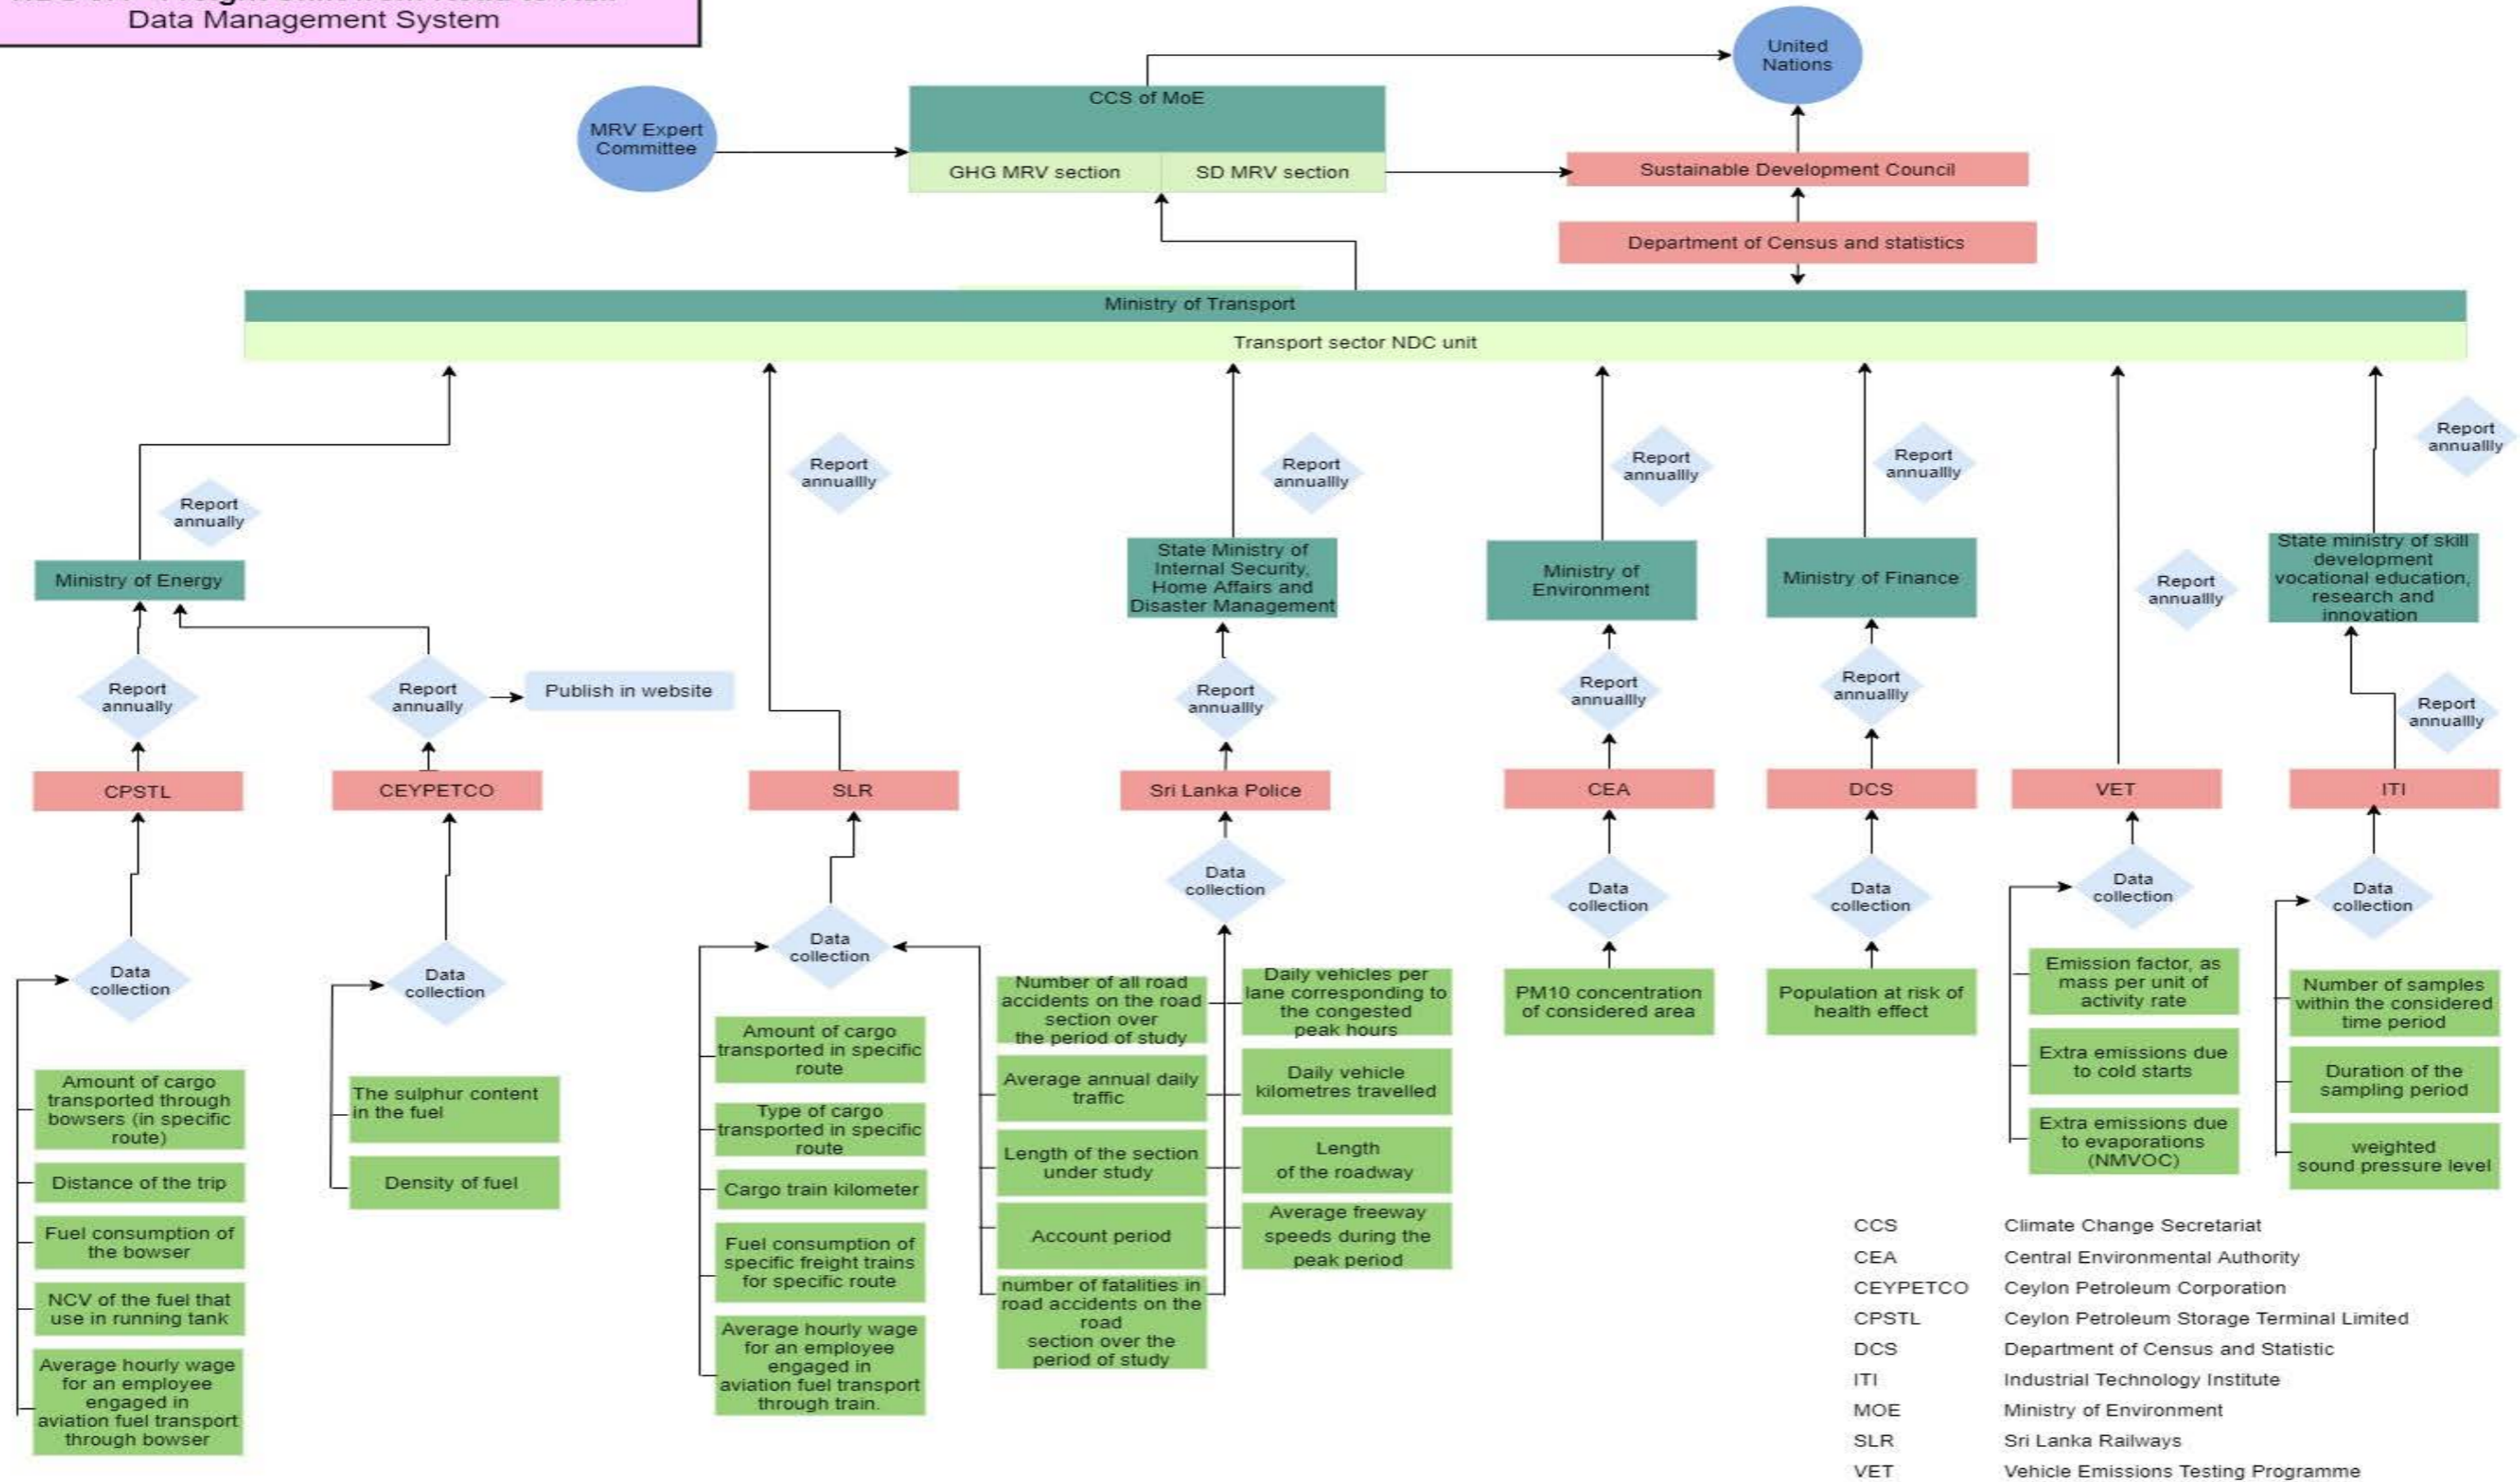 Data Management System
United
Nations
CCS of MoE
MRV Expert
Committee
GHG MRV section
SD MRV section
Sustainable Development Council
Department of Census and statistics
Ministry of Transport
Transport sector NDC unit
Report
annually
Report
annuallly
Report
annuallly
Report
annuallly
Report
annuallly
Report
annuallly
Report
annuallly
Ministry of Energy
State Ministry of
Internal Security,
Home Affairs and
Disaster Management
Ministry of
Environment
Ministry of Finance
State ministry of skill
development
vocational education,
research and
innovation
Report
annually
Report
annually
Publish in website
Report
annuallly
Report
annuallly
Report
annuallly
Report
annuallly
CPSTL
CEYPETCO
SLR
Sri Lanka Police
CEA
DCS
VET
ITI
Data
collection
Data
collection
Data
collection
Data
collection
Data
collection
Data
collection
Data
collection
Data
collection
Amount of cargo
transported through
bowsers (in specific
route)
Distance of the trip
Fuel consumption of
the bowser
NCV of the fuel that
use in running tank
Average hourly wage
for an employee
engaged in
aviation fuel transport
through bowser
The sulphur content
in the fuel
Density of fuel
Amount of cargo
transported in specific
route
Type of cargo
transported in specific
route
Cargo train kilometer
Fuel consumption of
specific freight trains
for specific route
Average hourly wage
for an employee
engaged in
aviation fuel transport
through train.
Number of all road
accidents on the road
section over
the period of study
Average annual daily
traffic
Length of the section
under study
Account period
number of fatalities in
road accidents on the
road
section over the
period of study
Daily vehicles per
lane corresponding to
the congested
peak hours
Daily vehicle
kilometres travelled
Length
of the roadway
Average freeway
speeds during the
peak period
PM10 concentration
of considered area
Population at risk of
health effect
Emission factor, as
mass per unit of
activity rate
Extra emissions due
to cold starts
Extra emissions due
to evaporations
(NMVOC)
Number of samples
within the considered
time period
Duration of the
sampling period
weighted
sound pressure level
CCS Climate Change Secretariat
CEA Central Environmental Authority
CEYPETCO Ceylon Petroleum Corporation
CPSTL Ceylon Petroleum Storage Terminal Limited
DCS Department of Census and Statistic
ITI Industrial Technology Institute
MOE Ministry of Environment
SLR Sri Lanka Railways
VET Vehicle Emissions Testing Programme